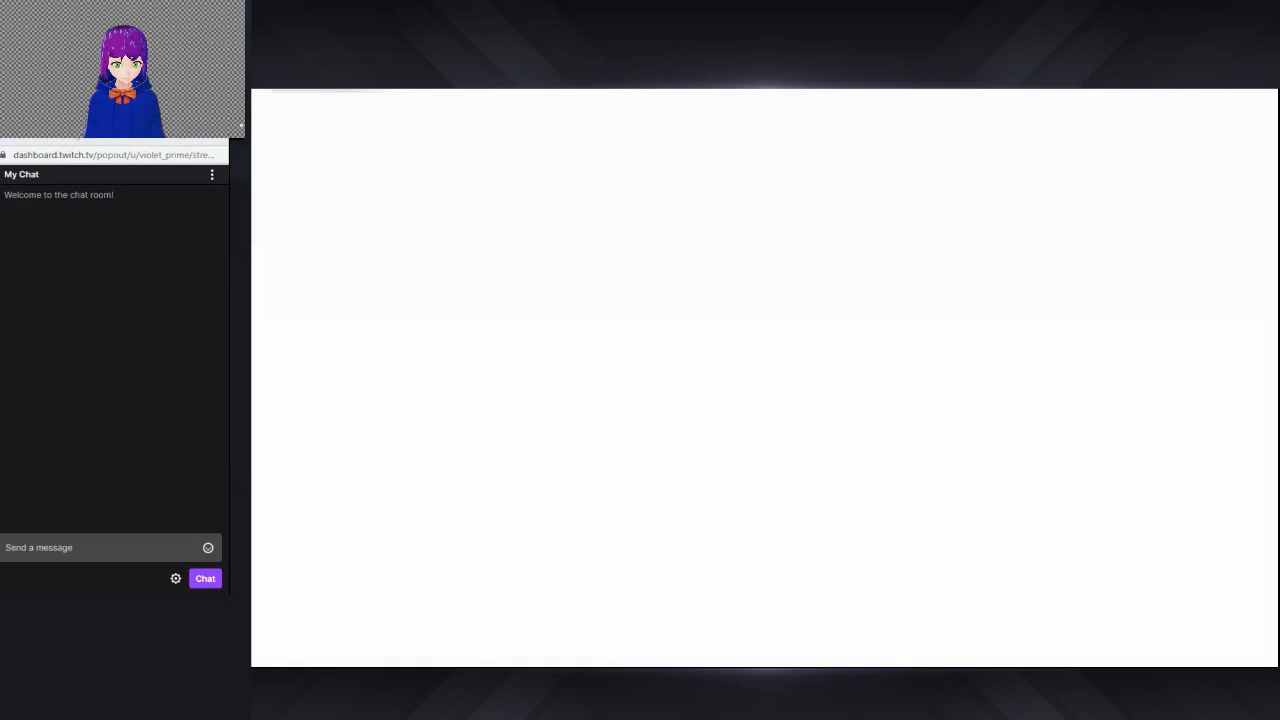 dashboard.twitch.tv/popout/u/violet_prime/stre...
My Chat
Welcome to the chat room!
Send a message
Chat